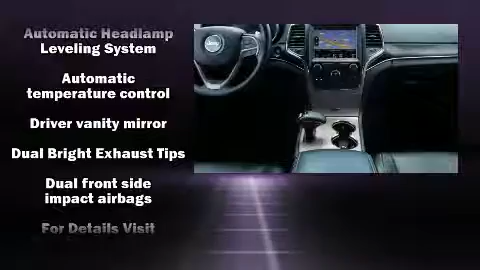 Automatic Headlamp
Leveling System
Automatic
temperature control
Driver vanity mirror
Dual Bright Exhaust Tips
Dual front side
impact airbags
For Details Visit